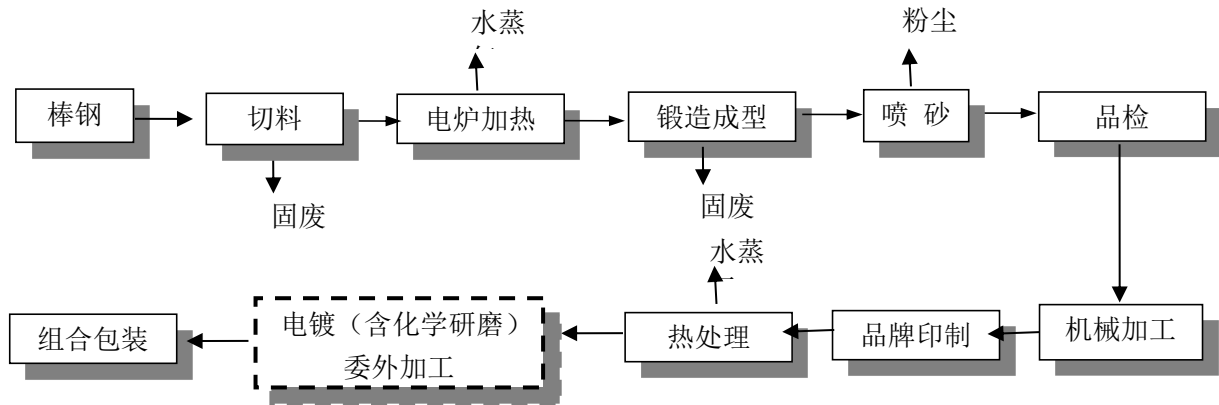 水蒸
粉尘
棒钢
切料
电炉加热
锻造成型
喷 砂
品检
固废
固废
水蒸
组合包装
电镀（含化学研磨）
委外加工
热处理
品牌印制
机械加工